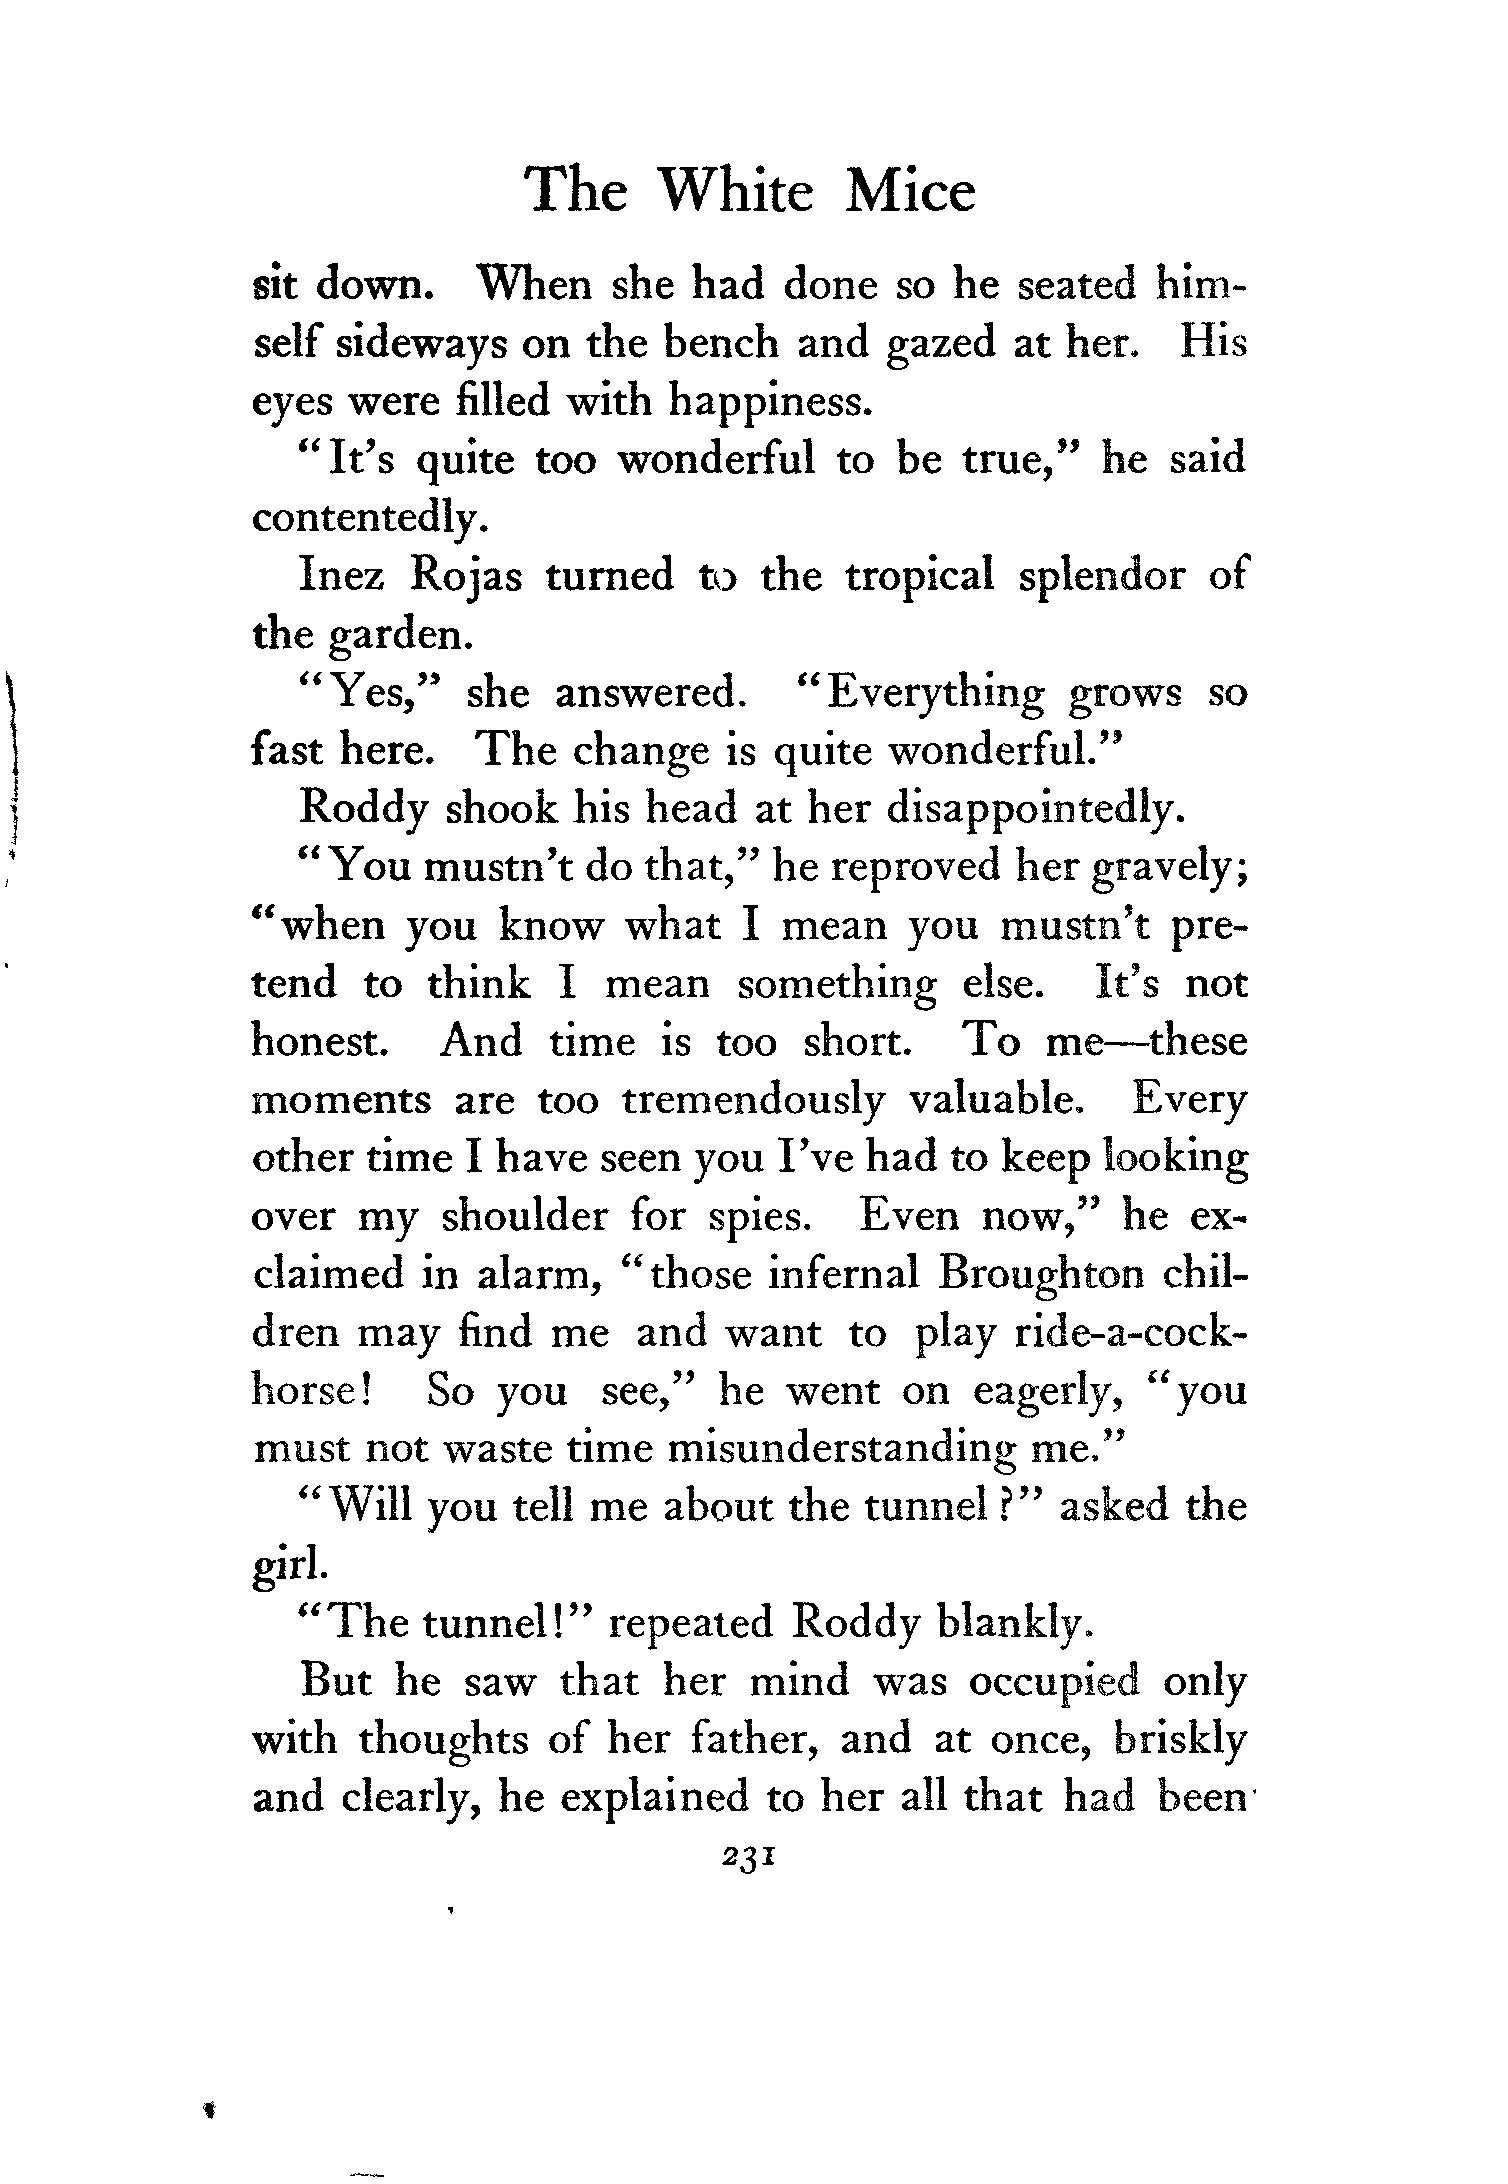 The White Mice
sit down. When she had done so he seated him-
self sideways on the bench and gazed at her. His
eyes were filled with happiness.
"It's quite too wonderful to be true," he said
contentedly.
Inez Rojas turned to the tropical splendor of
the garden.
"Yes," she answered. "Everything grows so
fast here. The change is quite wonderful."
Roddy shook his head at her disappointedly.
"You mustn't do that," he reproved her gravely;
"when you know what I mean you mustn't pre-
tend to think I mean something else. It's not
honest. And time is too short. To me—these
moments are too tremendously valuable. Every
other time I have seen you I've had to keep looking
over my shoulder for spies. Even now," he ex-
claimed in alarm, "those infernal Broughton chil-
dren may find me and want to play ride-a-cock-
horse! So you see," he went on eagerly, "you
must not waste time misunderstanding me."
"Will you tell me about the tunnel?" asked the
girl.
"The tunnel!" repeated Roddy blankly.
But he saw that her mind was occupied only
with thoughts of her father, and at once, briskly
and clearly, he explained to her all that had been
231